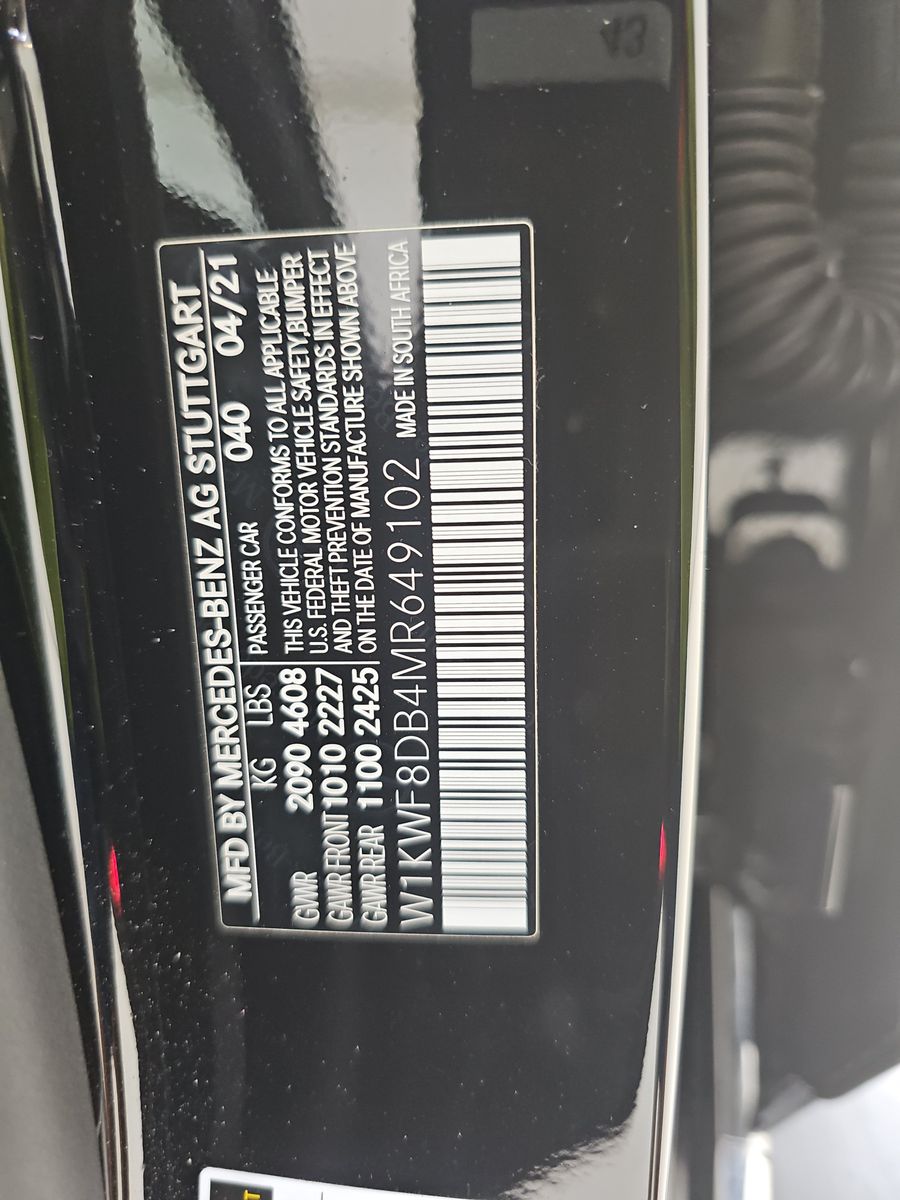 MFD BY MERCEDES-BENZ AG STUTTGART
KG LBS 040 04/21
PASSENGER CAR
GVWR 2090 4608 THIS VEHICLE CONFORMS TO ALL APPLICABLE
GAWR FRONT 1010 2227 U.S. FEDERAL MOTOR VEHICLE SAFETY,BUMPER
GAWR REAR 1100 2425 AND THEFT PREVENTION STANDARDS IN EFFECT
ON THE DATE OF MANUFACTURE SHOWN ABOVE
W1KWF8DB4MR649102 MADE IN SOUTH AFRICA
43